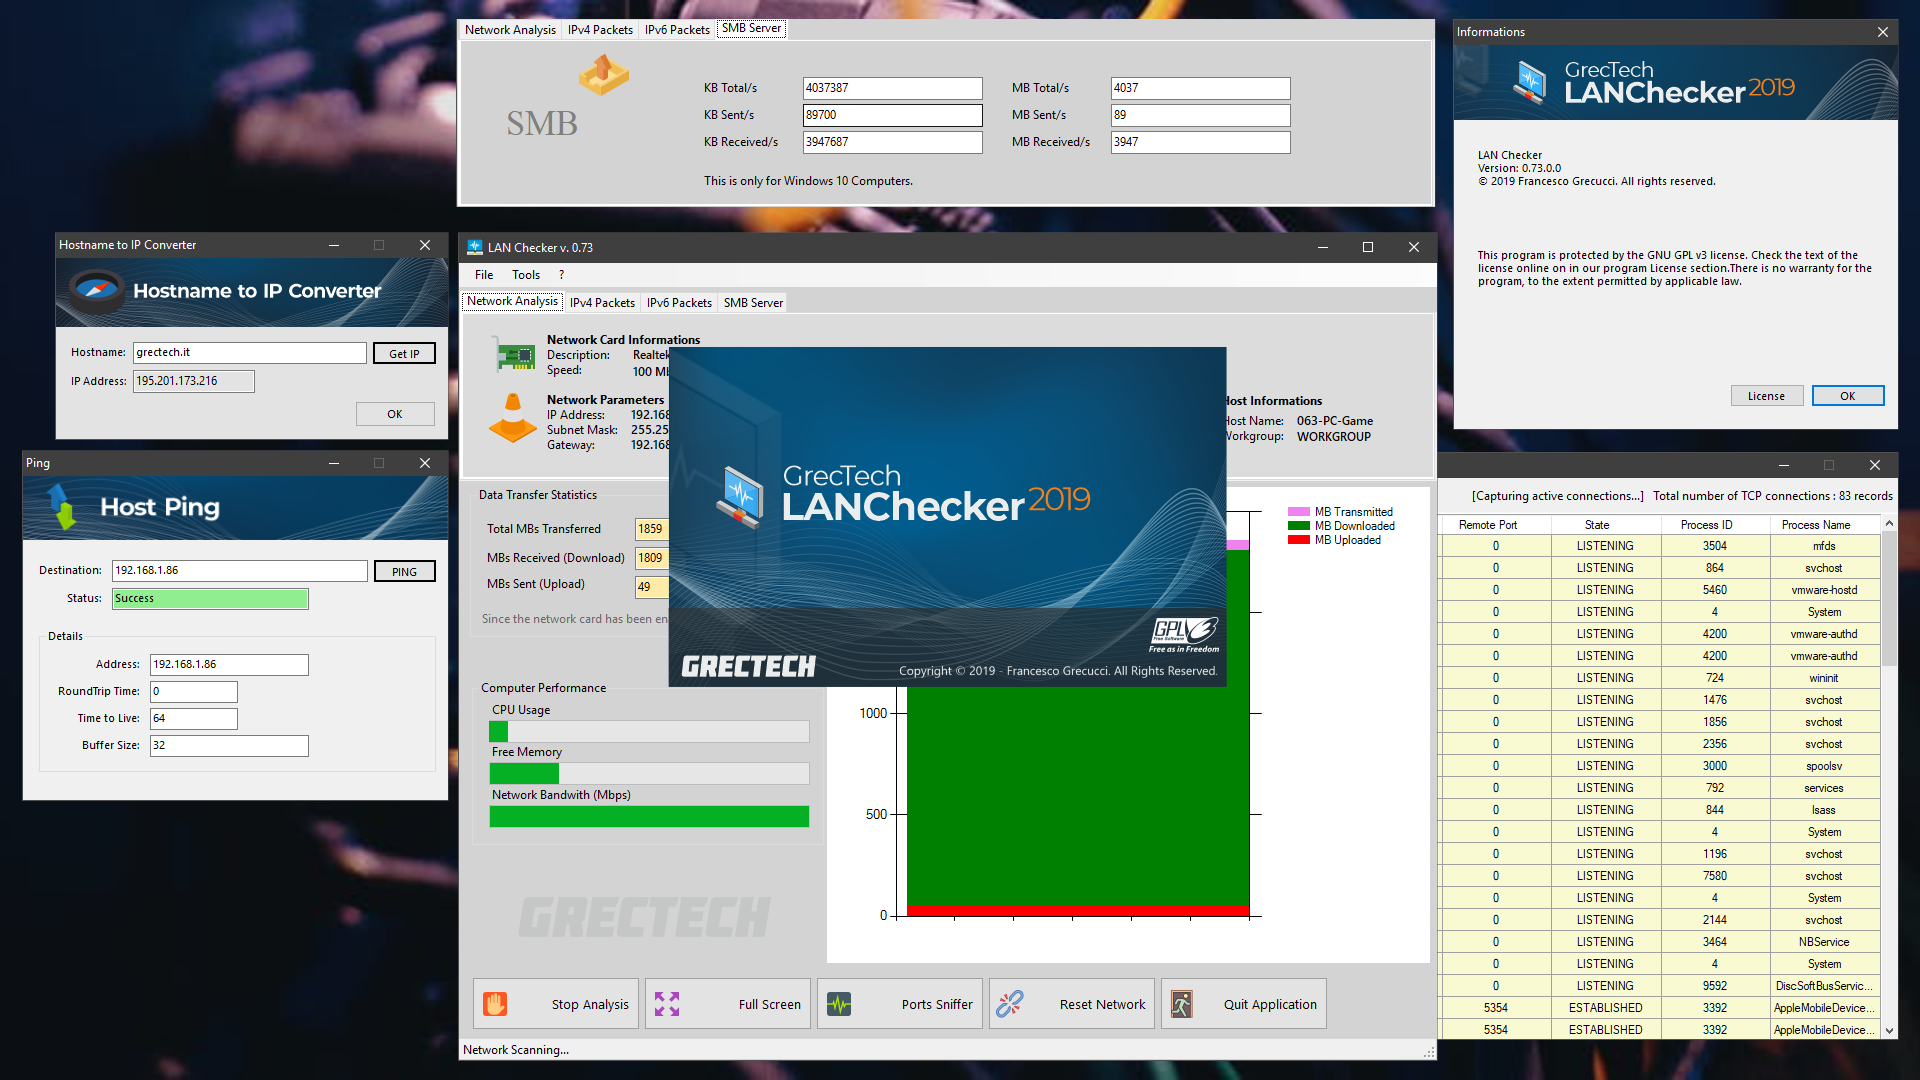 Network Analysis IPv4 Packets IPv6 Packets SMB Server
SMB
KB Total/s 4037387 MB Total/s 4037
KB Sent/s 89700 MB Sent/s 89
KB Received/s 3947687 MB Received/s 3947
This is only for Windows 10 Computers.
Informations
GrecTech
LANChecker 2019
LAN Checker
Version: 0.73.0.0
© 2019 Francesco Grecucci. All rights reserved.
This program is protected by the GNU GPL v3 license. Check the text of the
license online on in our program License section.There is no warranty for the
program, to the extent permitted by applicable law.
License OK
Hostname to IP Converter
Hostname to IP Converter
Hostname: grectech.it Get IP
IP Address: 195.201.173.216
OK
Ping
Host Ping
Destination: 192.168.1.86 PING
Status: Success
Details
Address: 192.168.1.86
RoundTrip Time: 0
Time to Live: 64
Buffer Size: 32
LAN Checker v. 0.73
File Tools ?
Network Analysis IPv4 Packets IPv6 Packets SMB Server
Network Card Informations
Description: Realtek
Speed: 100
Network Parameters
IP Address: 192.168
Subnet Mask: 255.25
Gateway: 192.168
Host Informations
Host Name: 063-PC-Game
Workgroup: WORKGROUP
Data Transfer Statistics
Total MBs Transferred 1859
MBs Received (Download) 1809
MBs Sent (Upload) 49
Since the network card has been
GrecTech
LANChecker 2019
GPLv3
Free Software
Free as in Freedom
GRECTECH
Copyright © 2019 - Francesco Grecucci. All Rights Reserved.
MB Transmitted
MB Downloaded
MB Uploaded
1000
500
0
Computer Performance
CPU Usage
Free Memory
Network Bandwith (Mbps)
GRECTECH
Stop Analysis Full Screen Ports Sniffer Reset Network Quit Application
Network Scanning...
[Capturing active connections...] Total number of TCP connections : 83 records
Remote Port State Process ID Process Name
0 LISTENING 3504 mfds
0 LISTENING 864 svchost
0 LISTENING 5460 vmware-hostd
0 LISTENING 4 System
0 LISTENING 4200 vmware-authd
0 LISTENING 4200 vmware-authd
0 LISTENING 724 wininit
0 LISTENING 1476 svchost
0 LISTENING 1856 svchost
0 LISTENING 2356 svchost
0 LISTENING 3000 spoolsv
0 LISTENING 792 services
0 LISTENING 844 lsass
0 LISTENING 4 System
0 LISTENING 1196 svchost
0 LISTENING 7580 svchost
0 LISTENING 4 System
0 LISTENING 2144 svchost
0 LISTENING 3464 NBService
0 LISTENING 4 System
0 LISTENING 9592 DiscSoftBusServic...
5354 ESTABLISHED 3392 AppleMobileDevice...
5354 ESTABLISHED 3392 AppleMobileDevice...